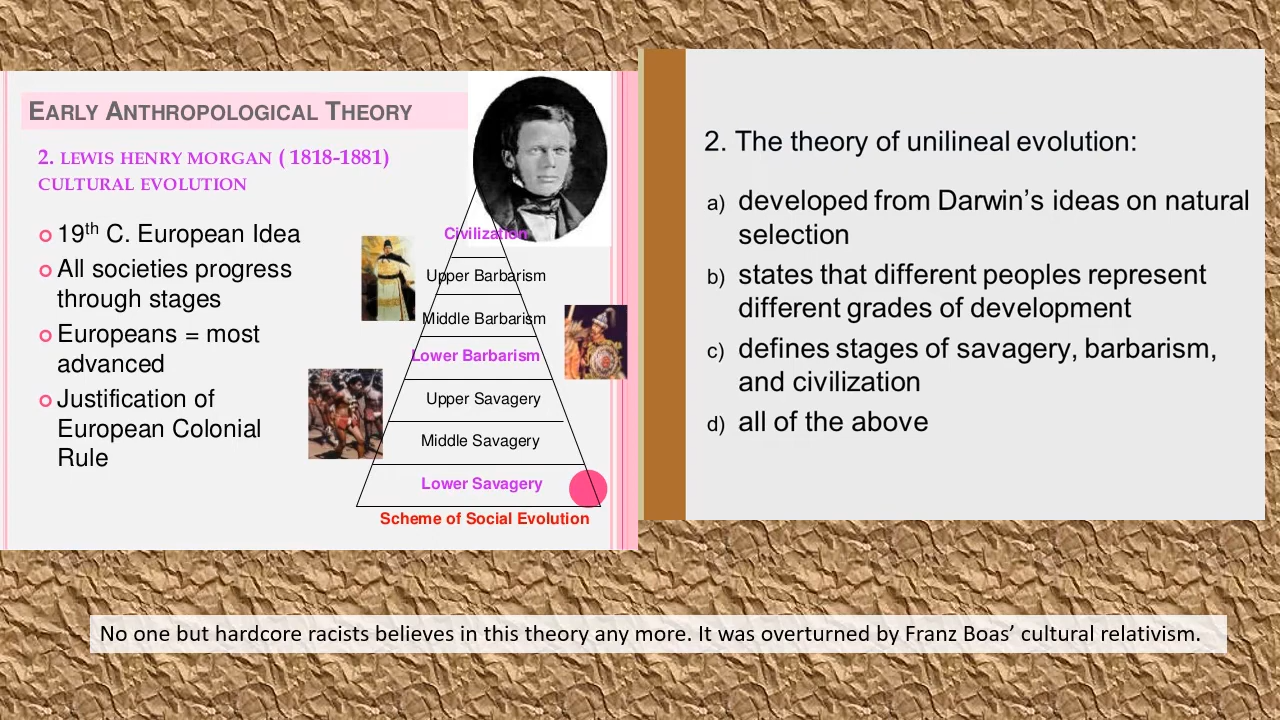 EARLY ANTHROPOLOGICAL THEORY
2. LEWIS HENRY MORGAN ( 1818-1881)
CULTURAL EVOLUTION
19th C. European Idea
All societies progress
through stages
Europeans = most
advanced
Justification of
European Colonial
Rule
Civilization
Upper Barbarism
Middle Barbarism
Lower Barbarism
Upper Savagery
Middle Savagery
Lower Savagery
Scheme of Social Evolution
2. The theory of unilineal evolution:
a) developed from Darwin’s ideas on natural
selection
b) states that different peoples represent
different grades of development
c) defines stages of savagery, barbarism,
and civilization
d) all of the above
No one but hardcore racists believes in this theory any more. It was overturned by Franz Boas’ cultural relativism.